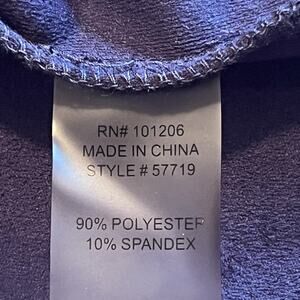 RN# 101206
MADE IN CHINA
STYLE # 57719
90% POLYESTER
10% SPANDEX